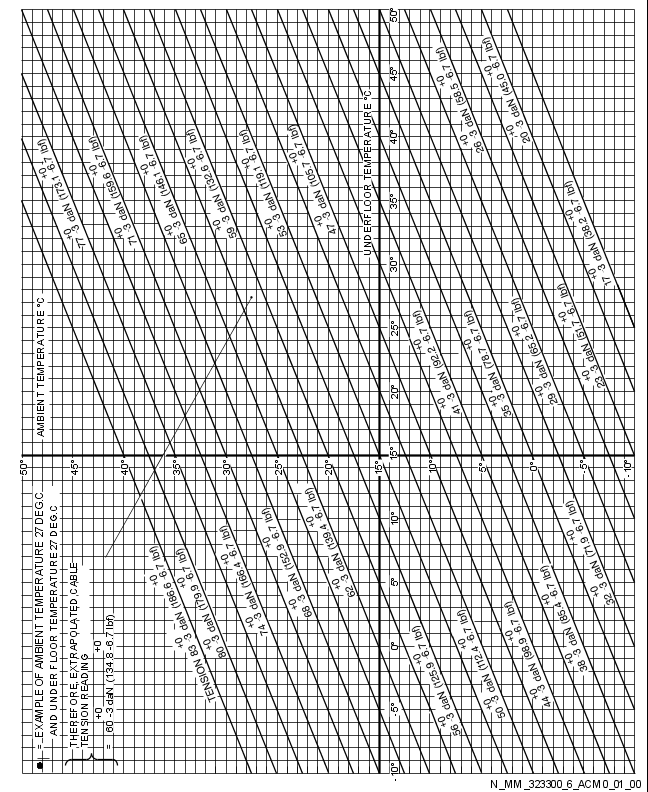 AMBIENT TEMPERATURE °C
UNDERFLOOR TEMPERATURE °C
= EXAMPLE OF AMBIENT TEMPERATURE 27 DEG.C.
AND UNDER FLOOR TEMPERATURE 27 DEG.C
THEREFORE, EXTRAPOLATED CABLE
TENSION READING
= 60 +0 -3 daN (134.8 +0 -6.7 lbf)
50° 45° 40° 35° 30° 25° 20° 15° 10° 5° -0° -5° -10°
-10° -5° 0° 5° 10° 15° 20° 25° 30° 35° 40° 45° 50°
TENSION 83 +0 -3 daN (186.6 +0 -6.7 lbf)
80 +0 -3 daN (179.9 +0 -6.7 lbf)
77 +0 -3 daN (173.1 +0 -6.7 lbf)
74 +0 -3 daN (166.4 +0 -6.7 lbf)
71 +0 -3 daN (159.6 +0 -6.7 lbf)
68 +0 -3 daN (152.9 +0 -6.7 lbf)
65 +0 -3 daN (146.1 +0 -6.7 lbf)
62 +0 -3 daN (139.4 +0 -6.7 lbf)
59 +0 -3 daN (132.6 +0 -6.7 lbf)
56 +0 -3 daN (125.9 +0 -6.7 lbf)
53 +0 -3 daN (119.1 +0 -6.7 lbf)
50 +0 -3 daN (112.4 +0 -6.7 lbf)
47 +0 -3 daN (105.7 +0 -6.7 lbf)
44 +0 -3 daN (98.9 +0 -6.7 lbf)
41 +0 -3 daN (92.2 +0 -6.7 lbf)
38 +0 -3 daN (85.4 +0 -6.7 lbf)
35 +0 -3 daN (78.7 +0 -6.7 lbf)
32 +0 -3 daN (71.9 +0 -6.7 lbf)
29 +0 -3 daN (65.2 +0 -6.7 lbf)
26 +0 -3 daN (58.5 +0 -6.7 lbf)
23 +0 -3 daN (51.7 +0 -6.7 lbf)
20 +0 -3 daN (45.0 +0 -6.7 lbf)
17 +0 -3 daN (38.2 +0 -6.7 lbf)
N_MM_323300_6_ACM0_01_00